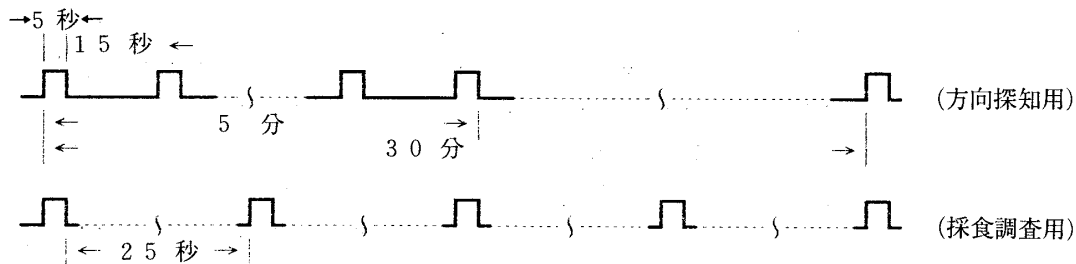 →5 秒←
15 秒 ←
(方向探知用)
← 5 分 →
← 30 分 →
(採食調査用)
← 25 秒 →